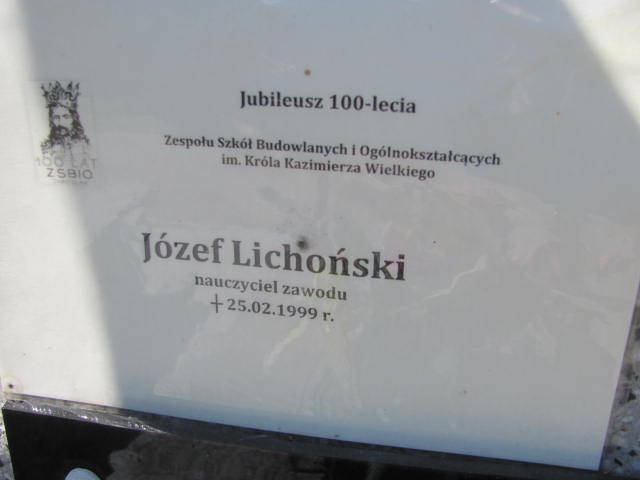 Jubileusz 100-lecia
Zespołu Szkół Budowlanych i Ogólnokształcących
im. Króla Kazimierza Wielkiego
100 LAT
ZSBIO
Józef Lichoński
nauczyciel zawodu
┼ 25.02.1999 r.